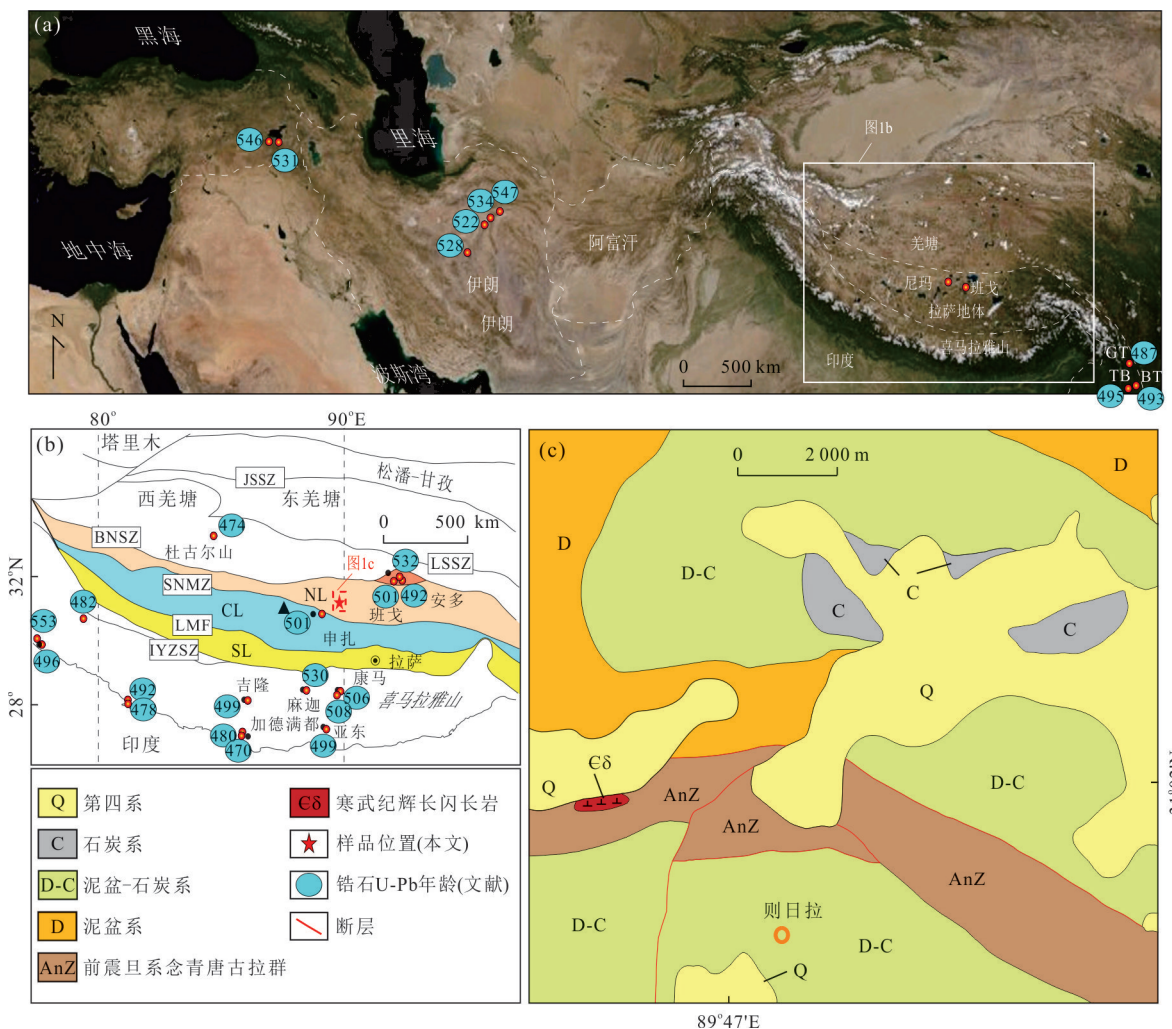 (a)
黑海
里海
图1b
546
531
534
547
522
528
地中海
阿富汗
伊朗
伊朗
羌塘
尼玛
班戈
拉萨地体
喜马拉雅山
印度
N
波斯湾
0 500 km
GT 487
TB BT
495 493
(b)
80°
90°E
塔里木
松潘-甘孜
JSSZ
西羌塘
东羌塘
0 500 km
474
BNSZ
杜古尔山
532
LSSZ
32°N
SNMZ
图1c
NL
501
492
安多
班戈
482
CL
501
申扎
553
LMF
496
IYZSZ
SL
拉萨
530
康马
吉隆
麻迦
506
喜马拉雅山
492
499
508
28°
478
加德满都
亚东
印度
480
470
499
Q 第四系
C 石炭系
D-C 泥盆-石炭系
D 泥盆系
AnZ 前震旦系念青唐古拉群
Єδ 寒武纪辉长闪长岩
样品位置(本文)
锆石U-Pb年龄(文献)
断层
(c)
0 2 000 m
D
D
D-C
C
C
C
Q
Єδ
Q
AnZ
D-C
AnZ
AnZ
则日拉
D-C
D-C
Q
89°47'E